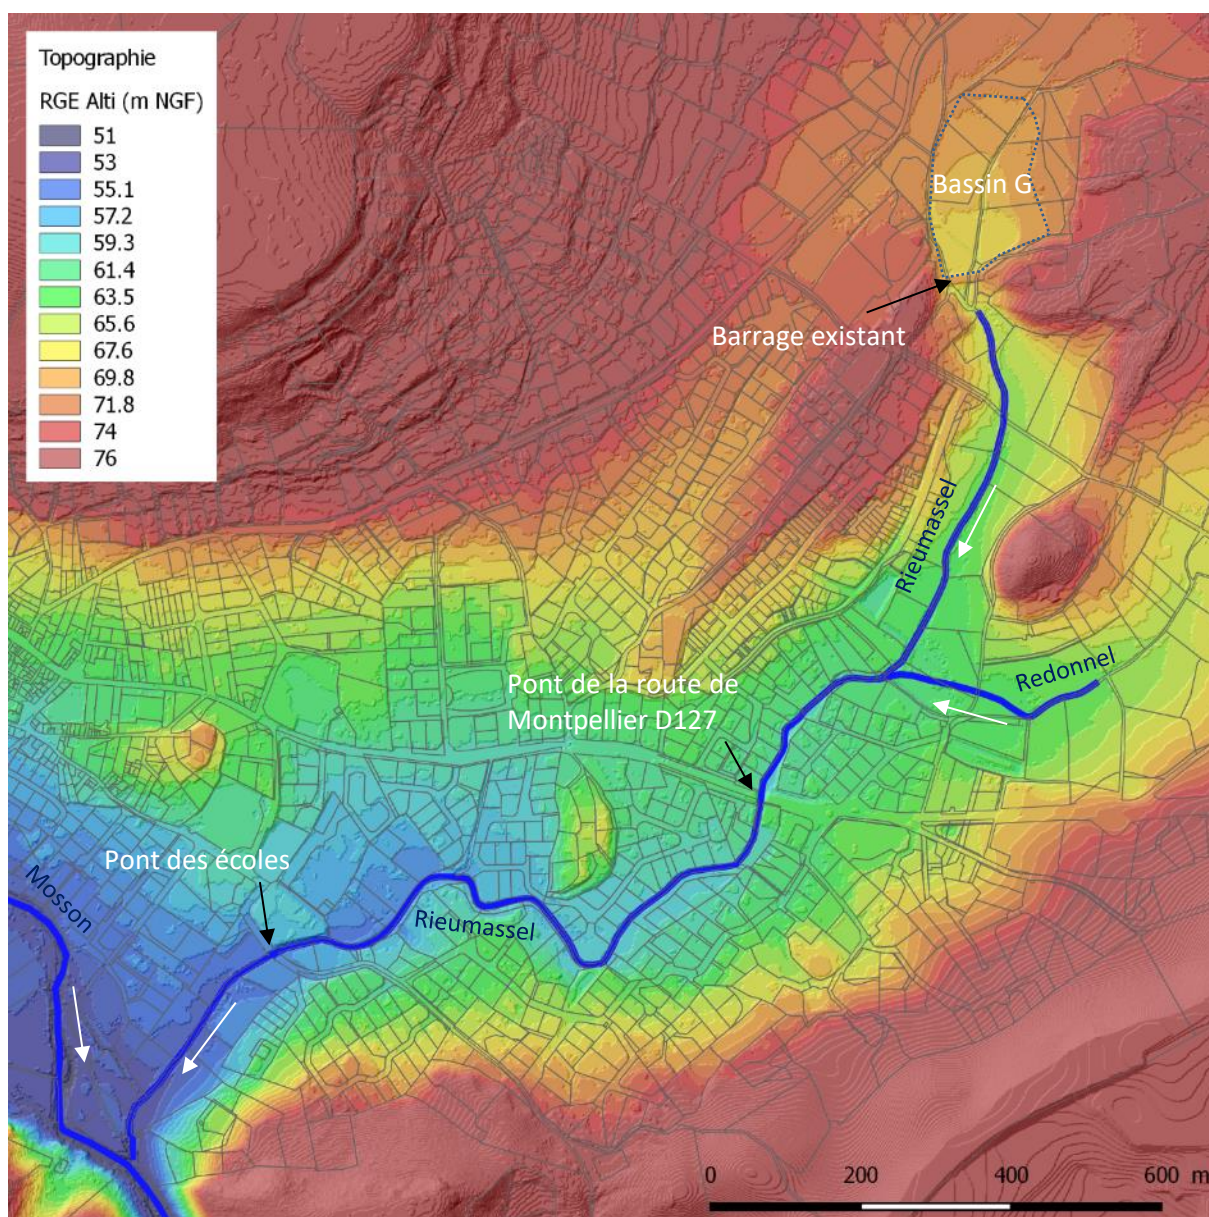 Topographie
RGE Alti (m NGF)
51
53
55.1
57.2
59.3
61.4
63.5
65.6
67.6
69.8
71.8
74
76
Bassin G
Barrage existant
Rieumassel
Redonnel
Pont de la route de
Montpellier D127
Pont des écoles
Mosson
Rieumassel
0 200 400 600 m